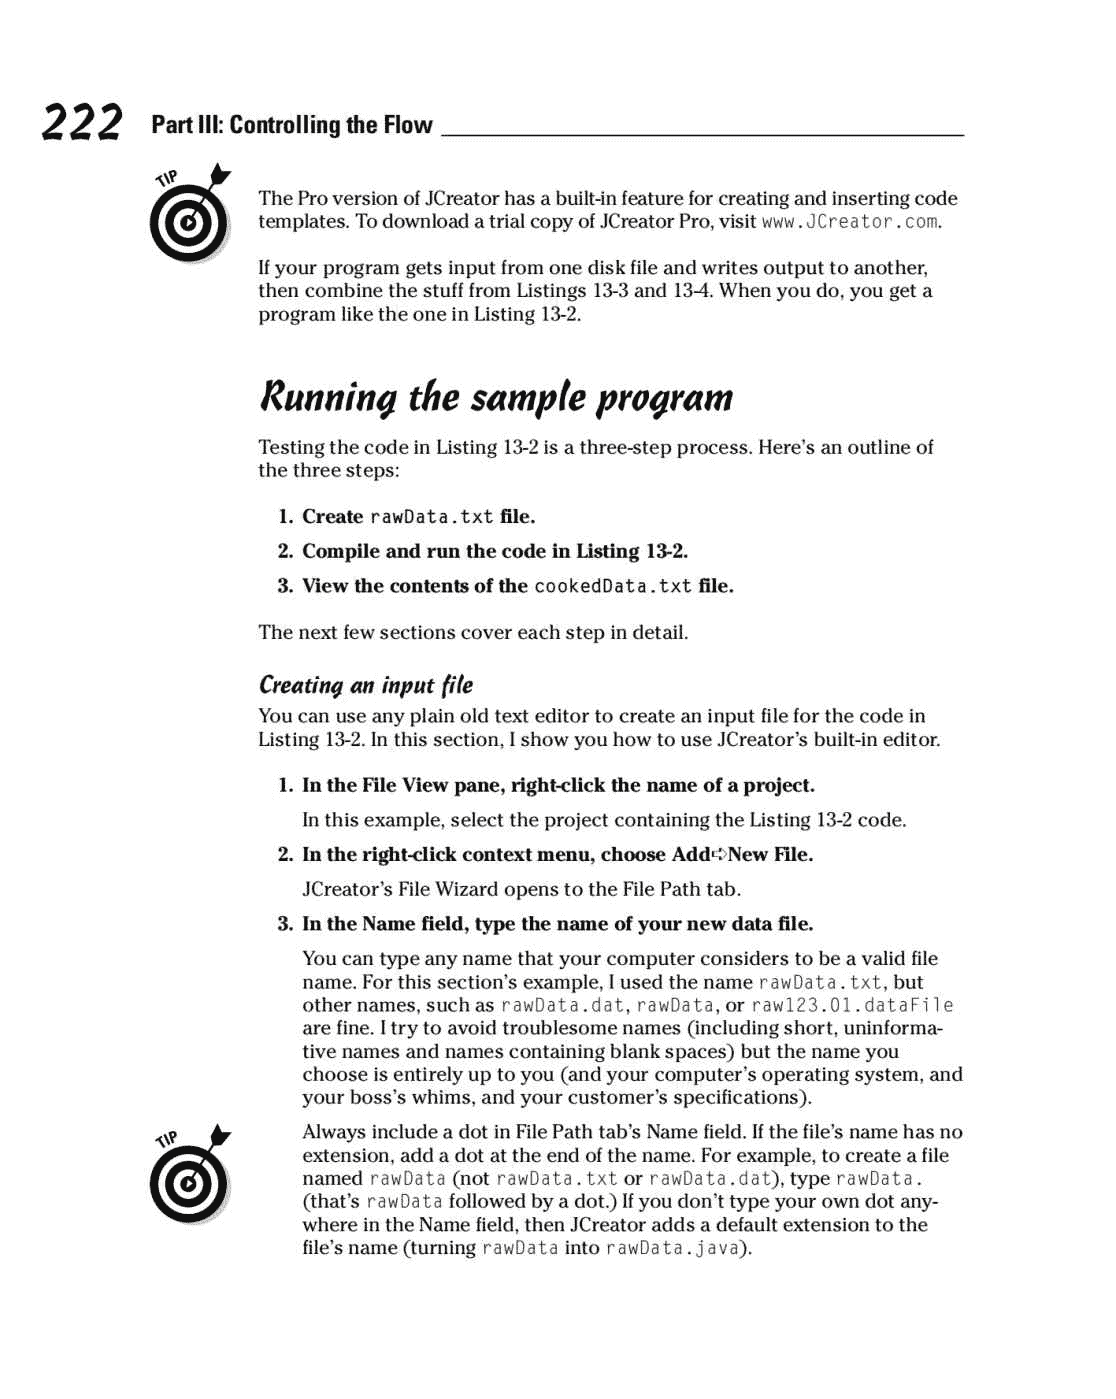 222 Part III: Controlling the Flow
TIP
The Pro version of JCreator has a built-in feature for creating and inserting code
templates. To download a trial copy of JCreator Pro, visit www.JCreator.com.
If your program gets input from one disk file and writes output to another,
then combine the stuff from Listings 13-3 and 13-4. When you do, you get a
program like the one in Listing 13-2.
Running the sample program
Testing the code in Listing 13-2 is a three-step process. Here's an outline of
the three steps:
1. Create rawData.txt file.
2. Compile and run the code in Listing 13-2.
3. View the contents of the cookedData.txt file.
The next few sections cover each step in detail.
Creating an input file
You can use any plain old text editor to create an input file for the code in
Listing 13-2. In this section, I show you how to use JCreator's built-in editor.
1. In the File View pane, right-click the name of a project.
In this example, select the project containing the Listing 13-2 code.
2. In the right-click context menu, choose Add➪New File.
JCreator's File Wizard opens to the File Path tab.
3. In the Name field, type the name of your new data file.
You can type any name that your computer considers to be a valid file
name. For this section's example, I used the name rawData.txt, but
other names, such as rawData.dat, rawData, or raw123.01.dataFile
are fine. I try to avoid troublesome names (including short, uninforma-
tive names and names containing blank spaces) but the name you
choose is entirely up to you (and your computer's operating system, and
your boss's whims, and your customer's specifications).
TIP
Always include a dot in File Path tab's Name field. If the file's name has no
extension, add a dot at the end of the name. For example, to create a file
named rawData (not rawData.txt or rawData.dat), type rawData.
(that's rawData followed by a dot.) If you don't type your own dot any-
where in the Name field, then JCreator adds a default extension to the
file's name (turning rawData into rawData.java).